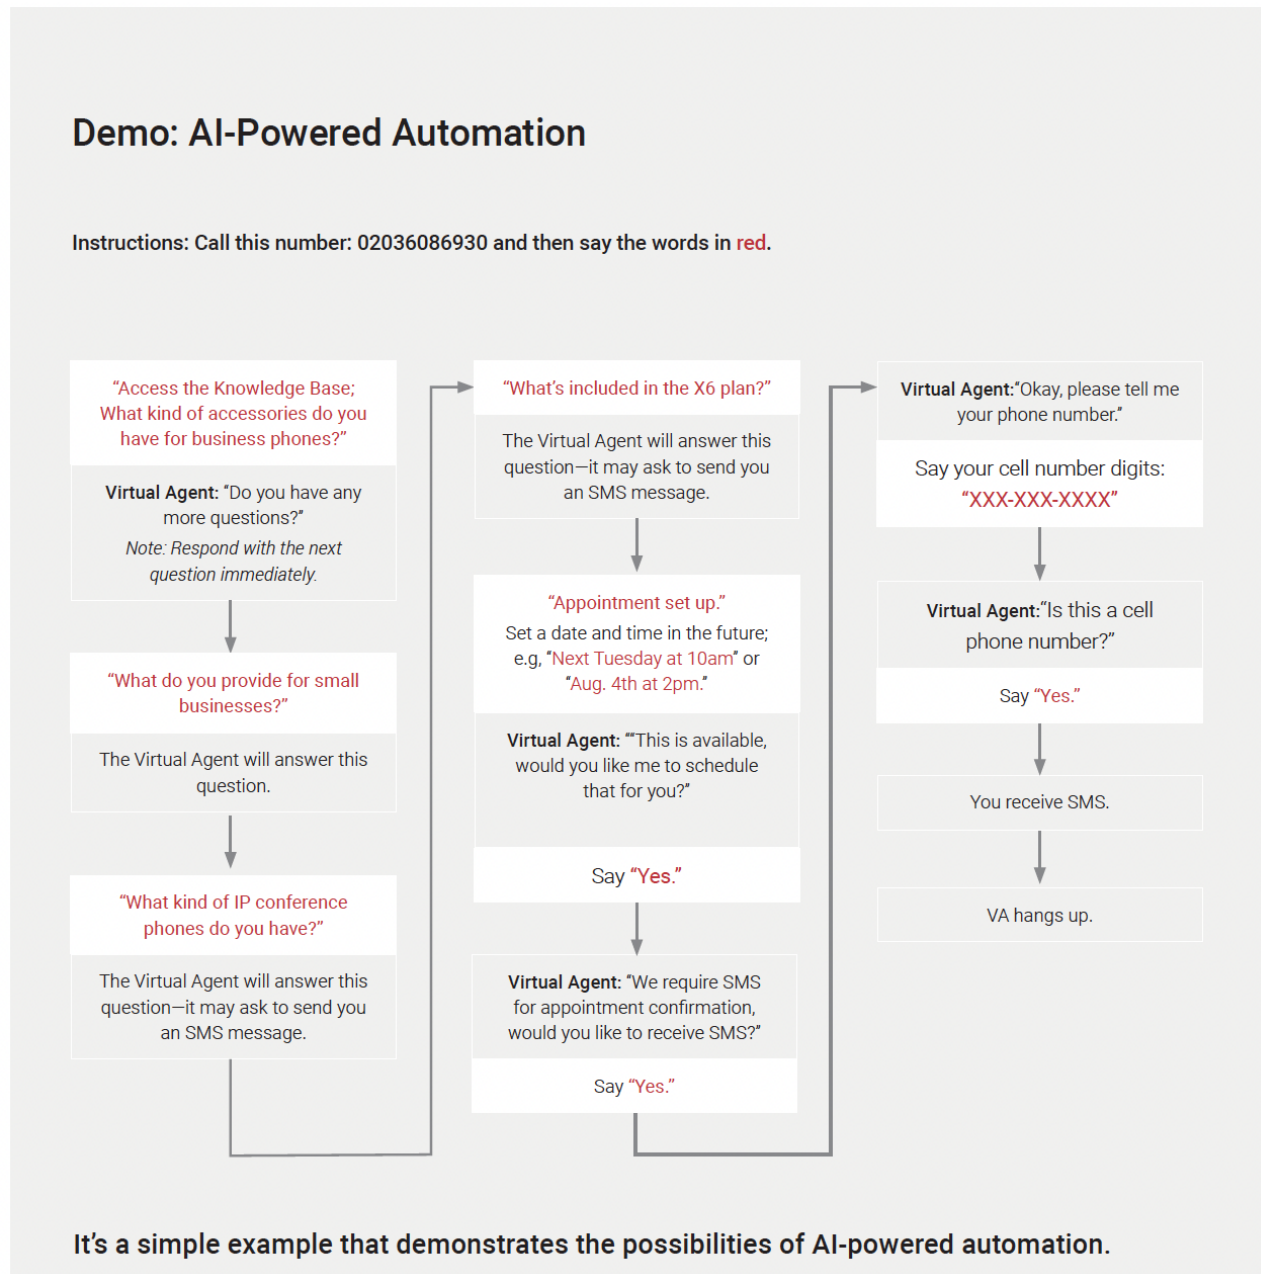 Demo: AI-Powered Automation
Instructions: Call this number: 02036086930 and then say the words in red.
“Access the Knowledge Base;
What kind of accessories do you
have for business phones?”
Virtual Agent: “Do you have any
more questions?”
Note: Respond with the next
question immediately.
“What do you provide for small
businesses?”
The Virtual Agent will answer this
question.
“What kind of IP conference
phones do you have?”
The Virtual Agent will answer this
question—it may ask to send you
an SMS message.
“What’s included in the X6 plan?”
The Virtual Agent will answer this
question—it may ask to send you
an SMS message.
“Appointment set up.”
Set a date and time in the future;
e.g, “Next Tuesday at 10am” or
“Aug. 4th at 2pm.”
Virtual Agent: ““This is available,
would you like me to schedule
that for you?”
Say “Yes.”
Virtual Agent: “We require SMS
for appointment confirmation,
would you like to receive SMS?”
Say “Yes.”
Virtual Agent:“Okay, please tell me
your phone number.”
Say your cell number digits:
“XXX-XXX-XXXX”
Virtual Agent:“Is this a cell
phone number?”
Say “Yes.”
You receive SMS.
VA hangs up.
It’s a simple example that demonstrates the possibilities of AI-powered automation.